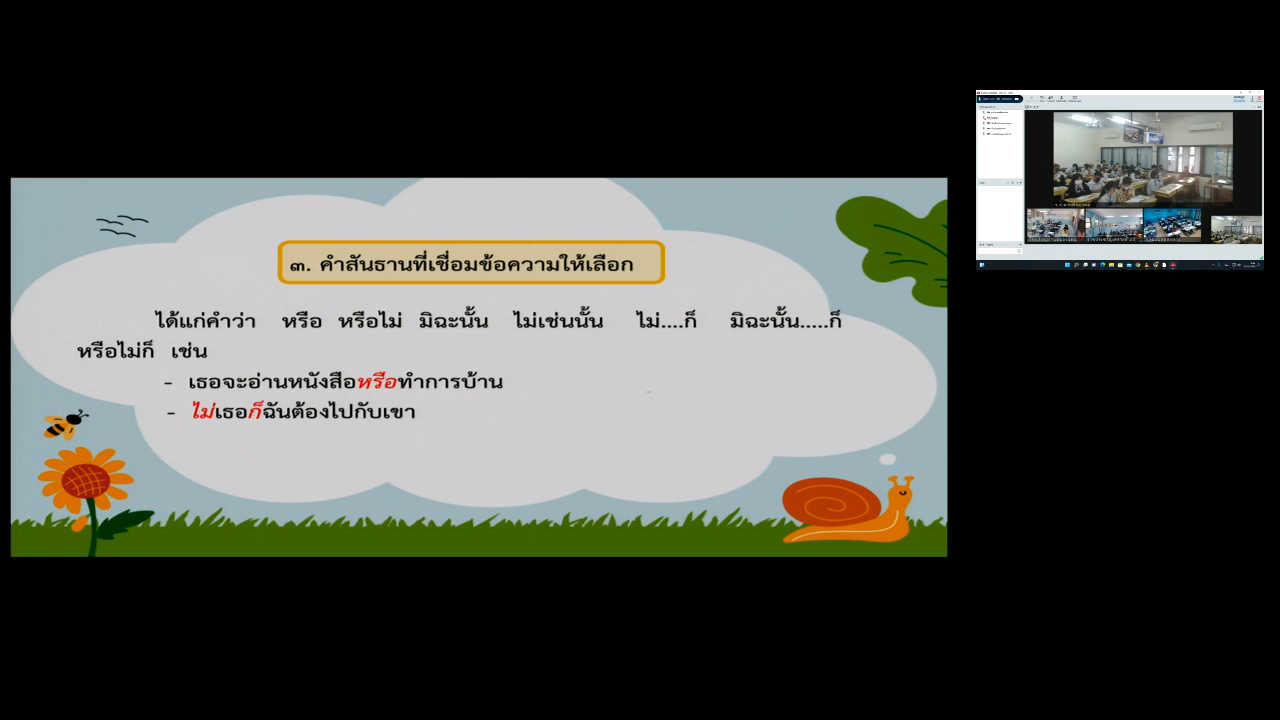 ๓. คำสันธานที่เชื่อมข้อความให้เลือก
ได้แก่คำว่า หรือ หรือไม่ มิฉะนั้น ไม่เช่นนั้น ไม่....ก็ มิฉะนั้น.....ก็
หรือไม่ก็ เช่น
- เธอจะอ่านหนังสือหรือทำการบ้าน
- ไม่เธอก็ฉันต้องไปกับเขา